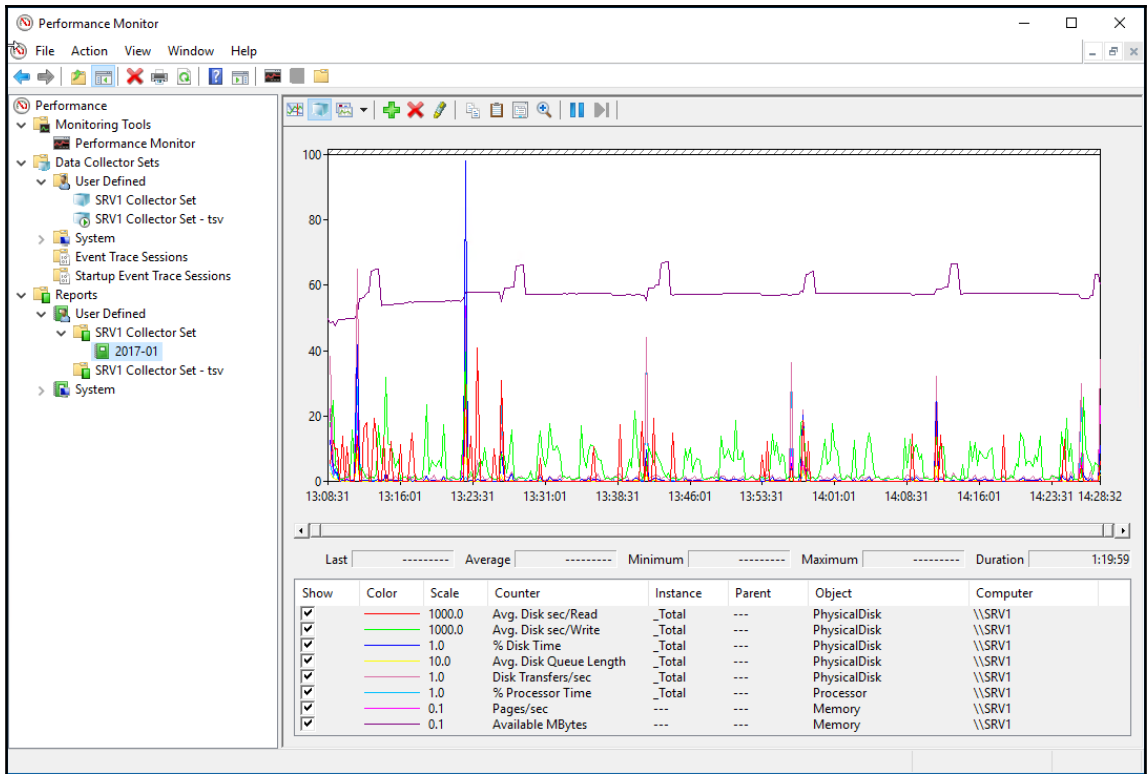 Performance Monitor
File Action View Window Help
Performance
Monitoring Tools
Performance Monitor
Data Collector Sets
User Defined
SRV1 Collector Set
SRV1 Collector Set - tsv
System
Event Trace Sessions
Startup Event Trace Sessions
Reports
User Defined
SRV1 Collector Set
2017-01
SRV1 Collector Set - tsv
System
100
80
60
40
20
0
13:08:31 13:16:01 13:23:31 13:31:01 13:38:31 13:46:01 13:53:31 14:01:01 14:08:31 14:16:01 14:23:31 14:28:32
Last --------- Average --------- Minimum --------- Maximum --------- Duration 1:19:59
Show Color Scale Counter Instance Parent Object Computer
1000.0 Avg. Disk sec/Read _Total --- PhysicalDisk \\SRV1
1000.0 Avg. Disk sec/Write _Total --- PhysicalDisk \\SRV1
1.0 % Disk Time _Total --- PhysicalDisk \\SRV1
10.0 Avg. Disk Queue Length _Total --- PhysicalDisk \\SRV1
1.0 Disk Transfers/sec _Total --- PhysicalDisk \\SRV1
1.0 % Processor Time _Total --- Processor \\SRV1
0.1 Pages/sec --- --- Memory \\SRV1
0.1 Available MBytes --- --- Memory \\SRV1